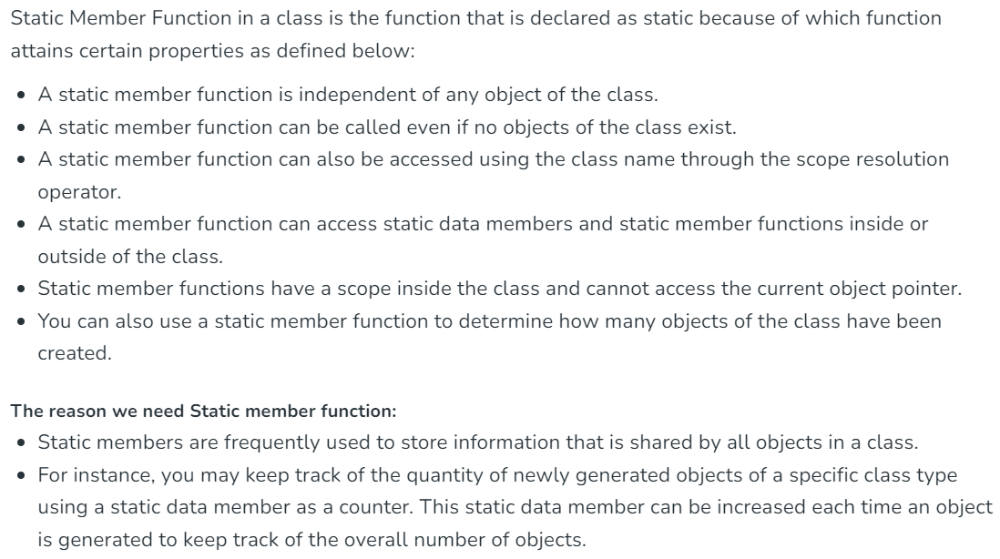 Static Member Function in a class is the function that is declared as static because of which function
attains certain properties as defined below:
• A static member function is independent of any object of the class.
• A static member function can be called even if no objects of the class exist.
• A static member function can also be accessed using the class name through the scope resolution
operator.
• A static member function can access static data members and static member functions inside or
outside of the class.
• Static member functions have a scope inside the class and cannot access the current object pointer.
• You can also use a static member function to determine how many objects of the class have been
created.
The reason we need Static member function:
• Static members are frequently used to store information that is shared by all objects in a class.
• For instance, you may keep track of the quantity of newly generated objects of a specific class type
using a static data member as a counter. This static data member can be increased each time an object
is generated to keep track of the overall number of objects.